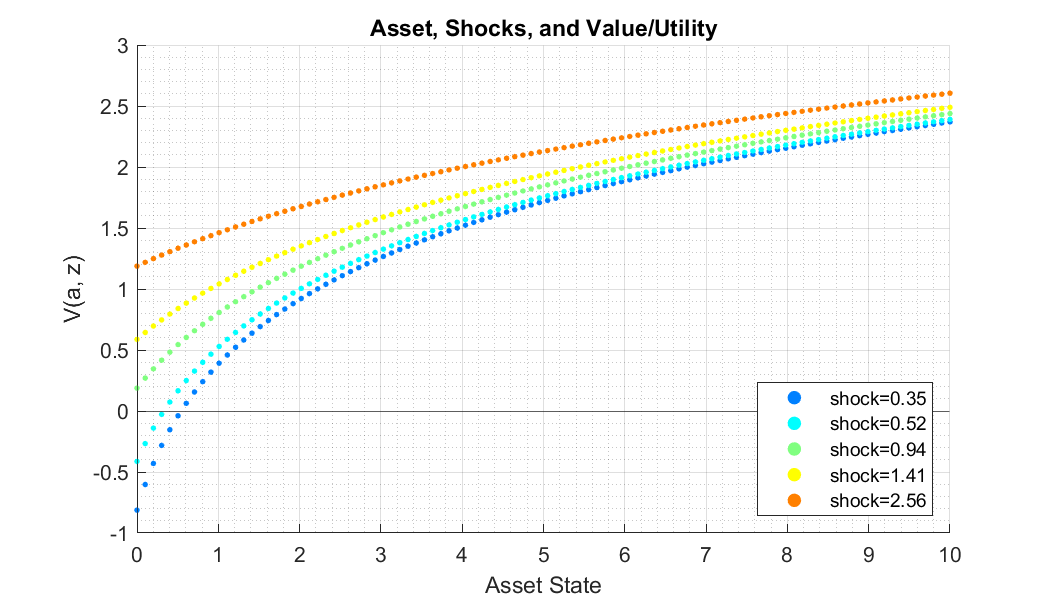 Asset, Shocks, and Value/Utility
3
2.5
2
1.5
1
0.5
0
-0.5
-1
V(a, z)
0 1 2 3 4 5 6 7 8 9 10
Asset State
shock=0.35
shock=0.52
shock=0.94
shock=1.41
shock=2.56